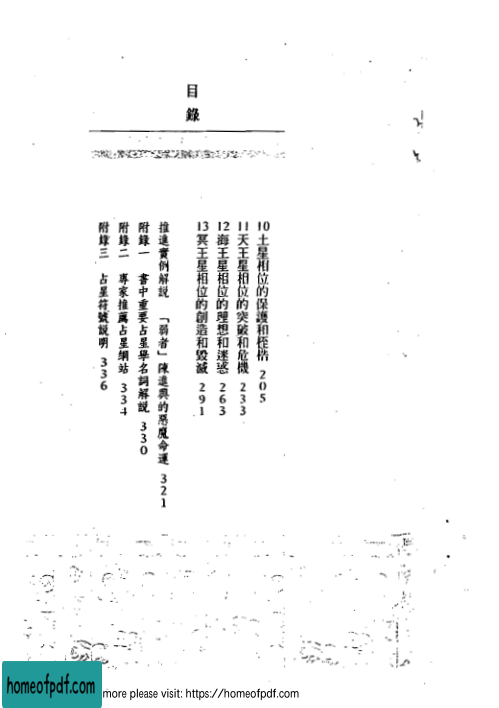 目錄
10土星相位的保護和桎梏 205
11天王星相位的突破和危機 233
12海王星相位的理想和迷惑 263
13冥王星相位的創造和毀滅 291
推進實例解說 「弱者」陳進興的惡魔命運 321
附錄一 書中重要占星學名詞解說 330
附錄二 專家推薦占星網站 334
附錄三 占星符號說明 336
homeofpdf.com
more please visit: https://homeofpdf.com